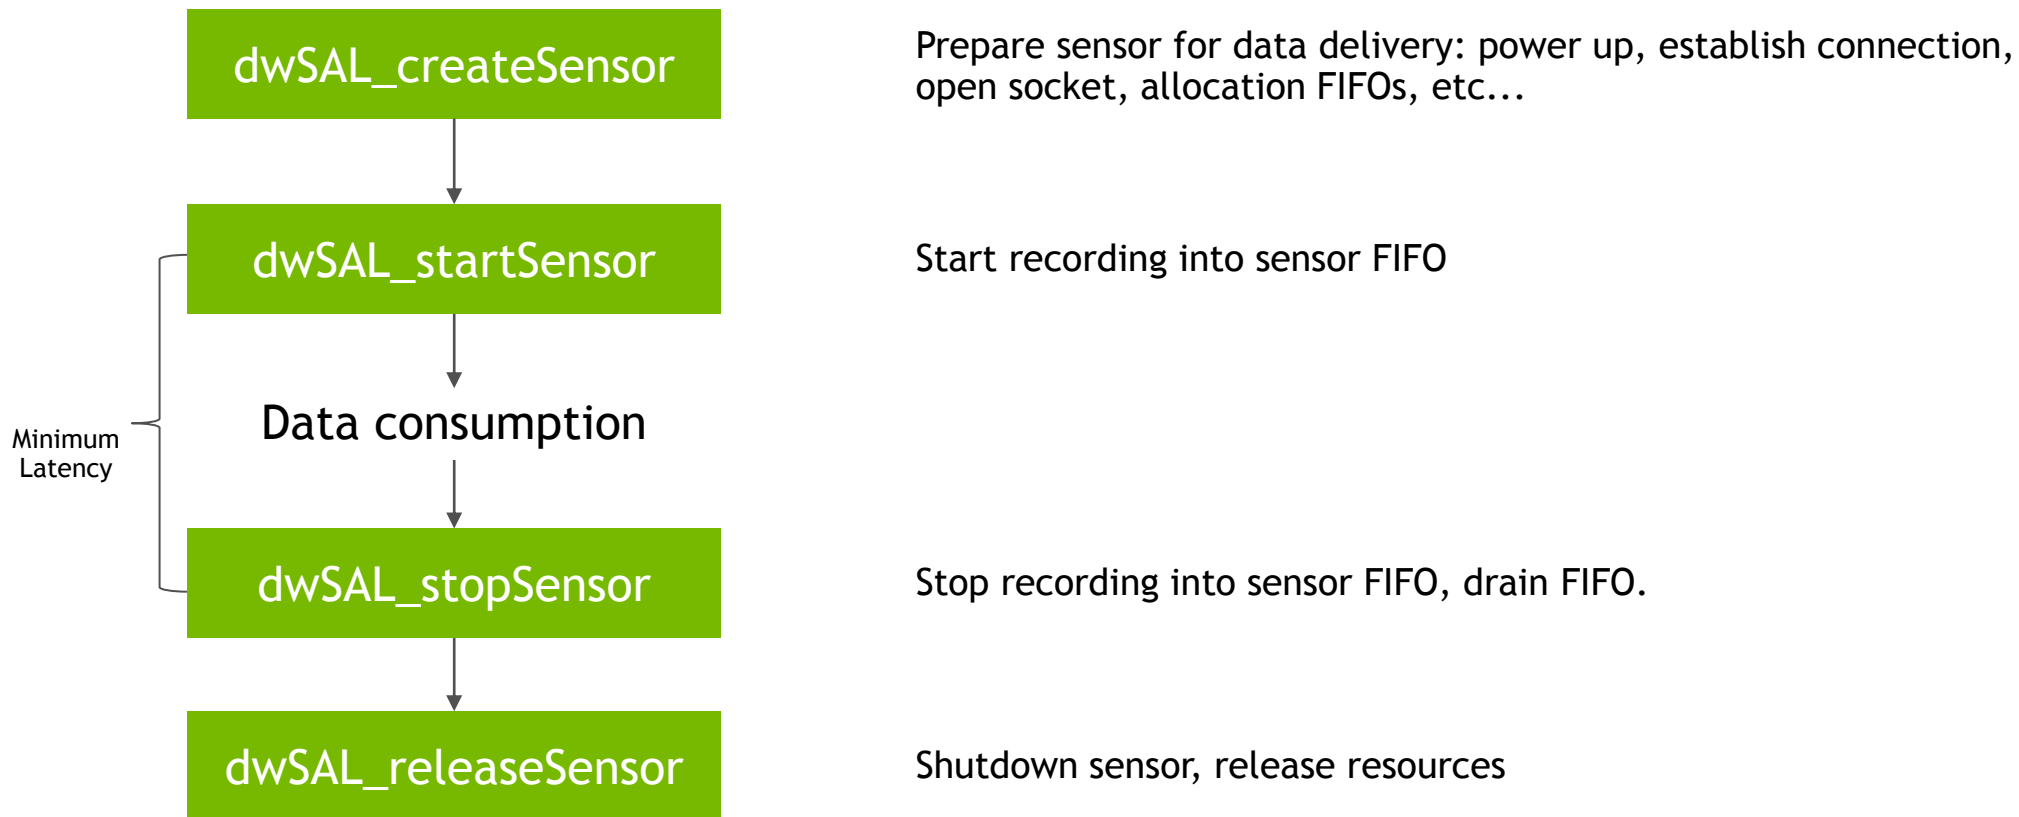 dwSAL_createSensor
Prepare sensor for data delivery: power up, establish connection,
open socket, allocation FIFOs, etc...
dwSAL_startSensor
Start recording into sensor FIFO
Data consumption
Minimum
Latency
dwSAL_stopSensor
Stop recording into sensor FIFO, drain FIFO.
dwSAL_releaseSensor
Shutdown sensor, release resources